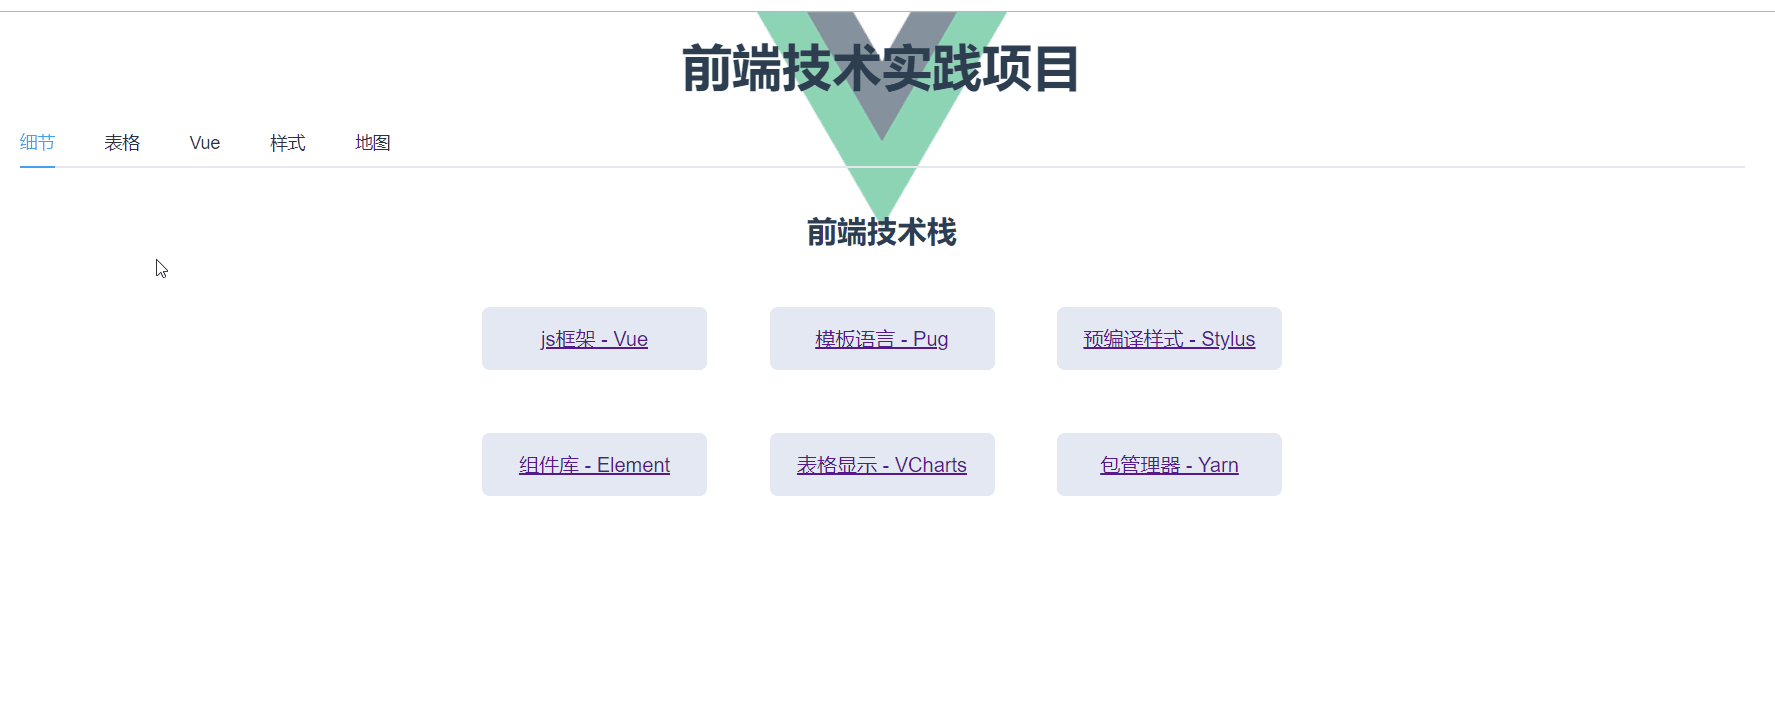 前端技术实践项目
细节 表格 Vue 样式 地图
前端技术栈
js框架 - Vue 模板语言 - Pug 预编译样式 - Stylus
组件库 - Element 表格显示 - VCharts 包管理器 - Yarn